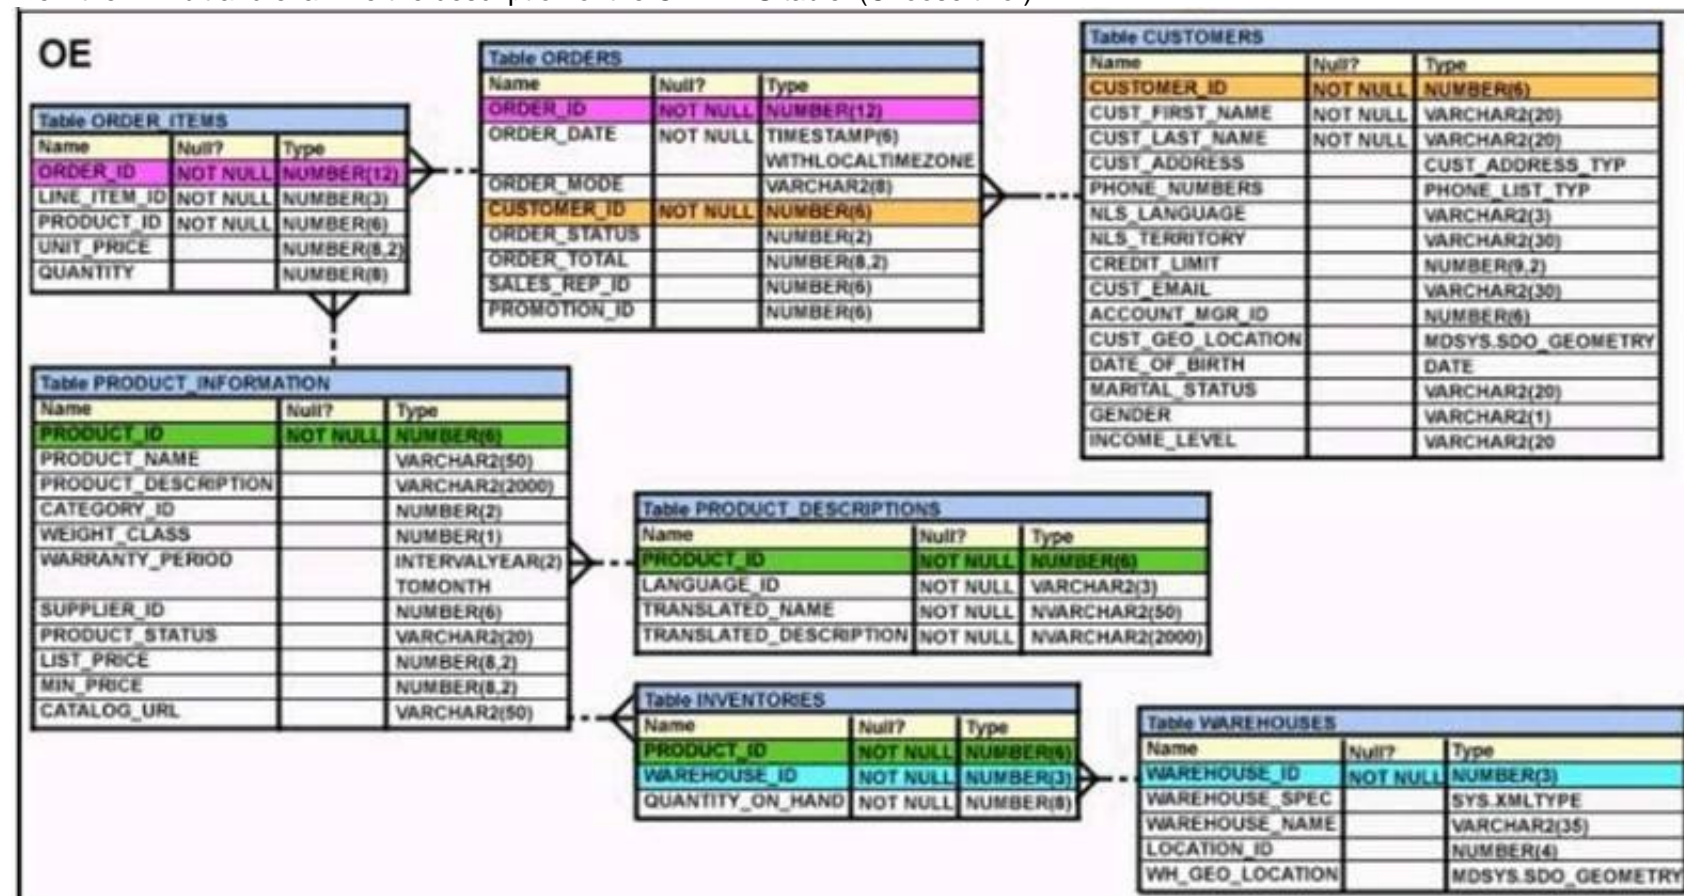 OE
Table ORDER_ITEMS
Name Null? Type
ORDER_ID NOT NULL NUMBER(12)
LINE_ITEM_ID NOT NULL NUMBER(3)
PRODUCT_ID NOT NULL NUMBER(6)
UNIT_PRICE NUMBER(8,2)
QUANTITY NUMBER(8)
Table ORDERS
Name Null? Type
ORDER_ID NOT NULL NUMBER(12)
ORDER_DATE NOT NULL TIMESTAMP(6)
WITHLOCALTIMEZONE
ORDER_MODE VARCHAR2(8)
CUSTOMER_ID NOT NULL NUMBER(6)
ORDER_STATUS NUMBER(2)
ORDER_TOTAL NUMBER(8,2)
SALES_REP_ID NUMBER(6)
PROMOTION_ID NUMBER(6)
Table CUSTOMERS
Name Null? Type
CUSTOMER_ID NOT NULL NUMBER(6)
CUST_FIRST_NAME NOT NULL VARCHAR2(20)
CUST_LAST_NAME NOT NULL VARCHAR2(20)
CUST_ADDRESS CUST_ADDRESS_TYP
PHONE_NUMBERS PHONE_LIST_TYP
NLS_LANGUAGE VARCHAR2(3)
NLS_TERRITORY VARCHAR2(30)
CREDIT_LIMIT NUMBER(9,2)
CUST_EMAIL VARCHAR2(30)
ACCOUNT_MGR_ID NUMBER(6)
CUST_GEO_LOCATION MDSYS.SDO_GEOMETRY
DATE_OF_BIRTH DATE
MARITAL_STATUS VARCHAR2(20)
GENDER VARCHAR2(1)
INCOME_LEVEL VARCHAR2(20
Table PRODUCT_INFORMATION
Name Null? Type
PRODUCT_ID NOT NULL NUMBER(6)
PRODUCT_NAME VARCHAR2(50)
PRODUCT_DESCRIPTION VARCHAR2(2000)
CATEGORY_ID NUMBER(2)
WEIGHT_CLASS NUMBER(1)
WARRANTY_PERIOD INTERVALYEAR(2)
TOMONTH
SUPPLIER_ID NUMBER(6)
PRODUCT_STATUS VARCHAR2(20)
LIST_PRICE NUMBER(8,2)
MIN_PRICE NUMBER(8,2)
CATALOG_URL VARCHAR2(50)
Table PRODUCT_DESCRIPTIONS
Name Null? Type
PRODUCT_ID NOT NULL NUMBER(6)
LANGUAGE_ID NOT NULL VARCHAR2(3)
TRANSLATED_NAME NOT NULL NVARCHAR2(50)
TRANSLATED_DESCRIPTION NOT NULL NVARCHAR2(2000)
Table INVENTORIES
Name Null? Type
PRODUCT_ID NOT NULL NUMBER(6)
WAREHOUSE_ID NOT NULL NUMBER(3)
QUANTITY_ON_HAND NOT NULL NUMBER(8)
Table WAREHOUSES
Name Null? Type
WAREHOUSE_ID NOT NULL NUMBER(3)
WAREHOUSE_SPEC SYS.XMLTYPE
WAREHOUSE_NAME VARCHAR2(35)
LOCATION_ID NUMBER(4)
WH_GEO_LOCATION MDSYS.SDO_GEOMETRY